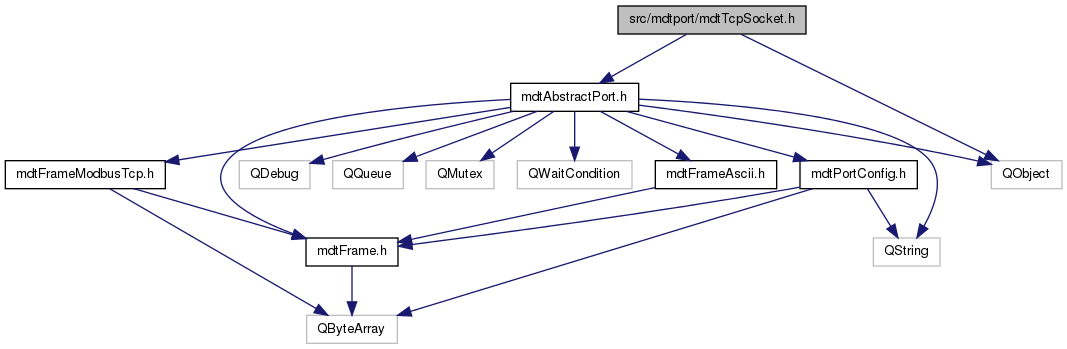 src/mdtport/mdtTcpSocket.h
mdtAbstractPort.h
mdtFrameModbusTcp.h
QDebug
QQueue
QMutex
QWaitCondition
mdtFrameAscii.h
mdtPortConfig.h
QObject
mdtFrame.h
QString
QByteArray